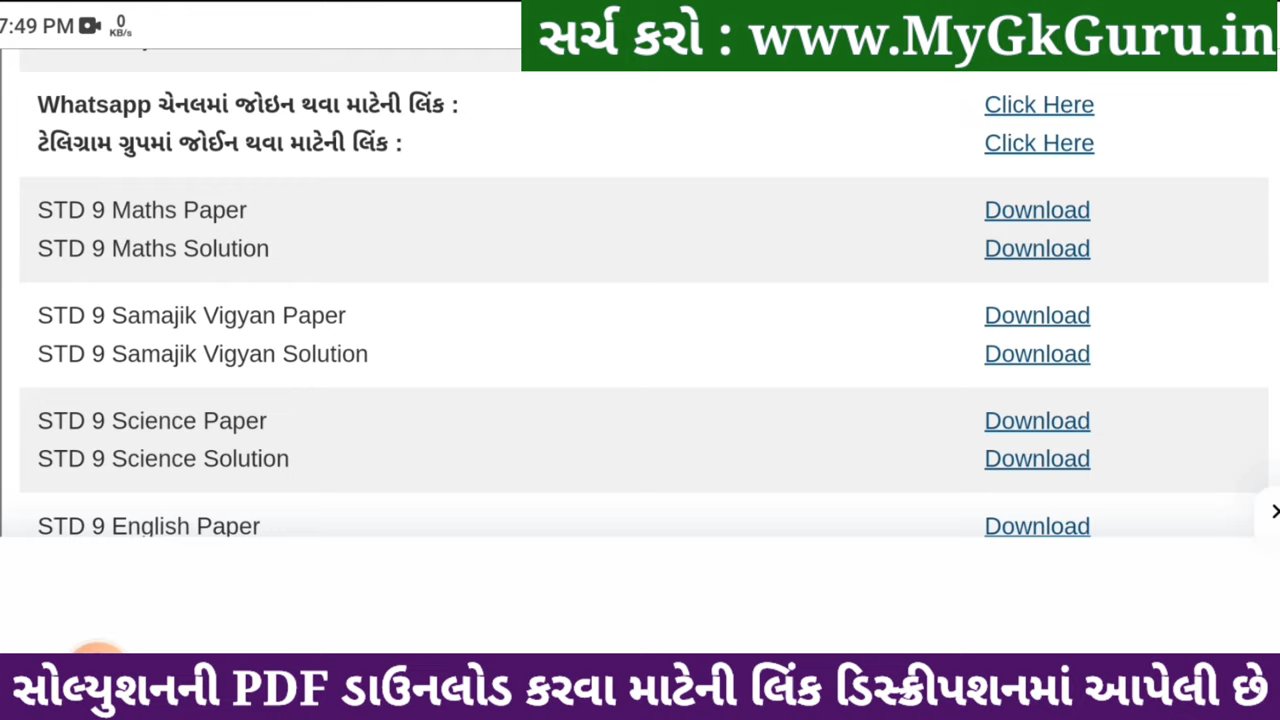 7:49 PM 0 KB/s
સર્ચ કરો : www.MyGkGuru.in
Whatsapp ચેનલમાં જોઇન થવા માટેની લિંક : Click Here
ટેલિગ્રામ ગ્રુપમાં જોઈન થવા માટેની લિંક : Click Here
STD 9 Maths Paper Download
STD 9 Maths Solution Download
STD 9 Samajik Vigyan Paper Download
STD 9 Samajik Vigyan Solution Download
STD 9 Science Paper Download
STD 9 Science Solution Download
STD 9 English Paper Download
સોલ્યુશનની PDF ડાઉનલોડ કરવા માટેની લિંક ડિસ્ક્રીપશનમાં આપેલી છે